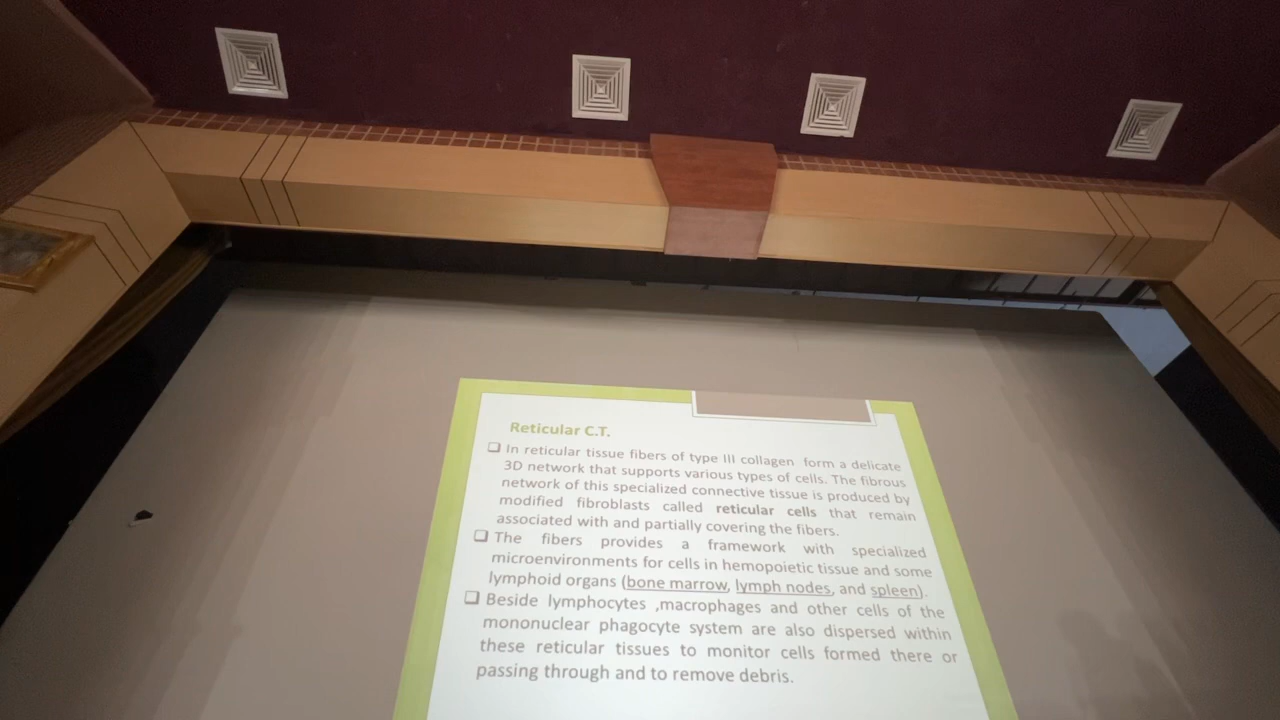 Reticular C.T.
In reticular tissue fibers of type III collagen form a delicate
3D network that supports various types of cells. The fibrous
network of this specialized connective tissue is produced by
modified fibroblasts called reticular cells that remain
associated with and partially covering the fibers.
The fibers provides a framework with specialized
microenvironments for cells in hemopoietic tissue and some
lymphoid organs (bone marrow, lymph nodes, and spleen).
Beside lymphocytes ,macrophages and other cells of the
mononuclear phagocyte system are also dispersed within
these reticular tissues to monitor cells formed there or
passing through and to remove debris.